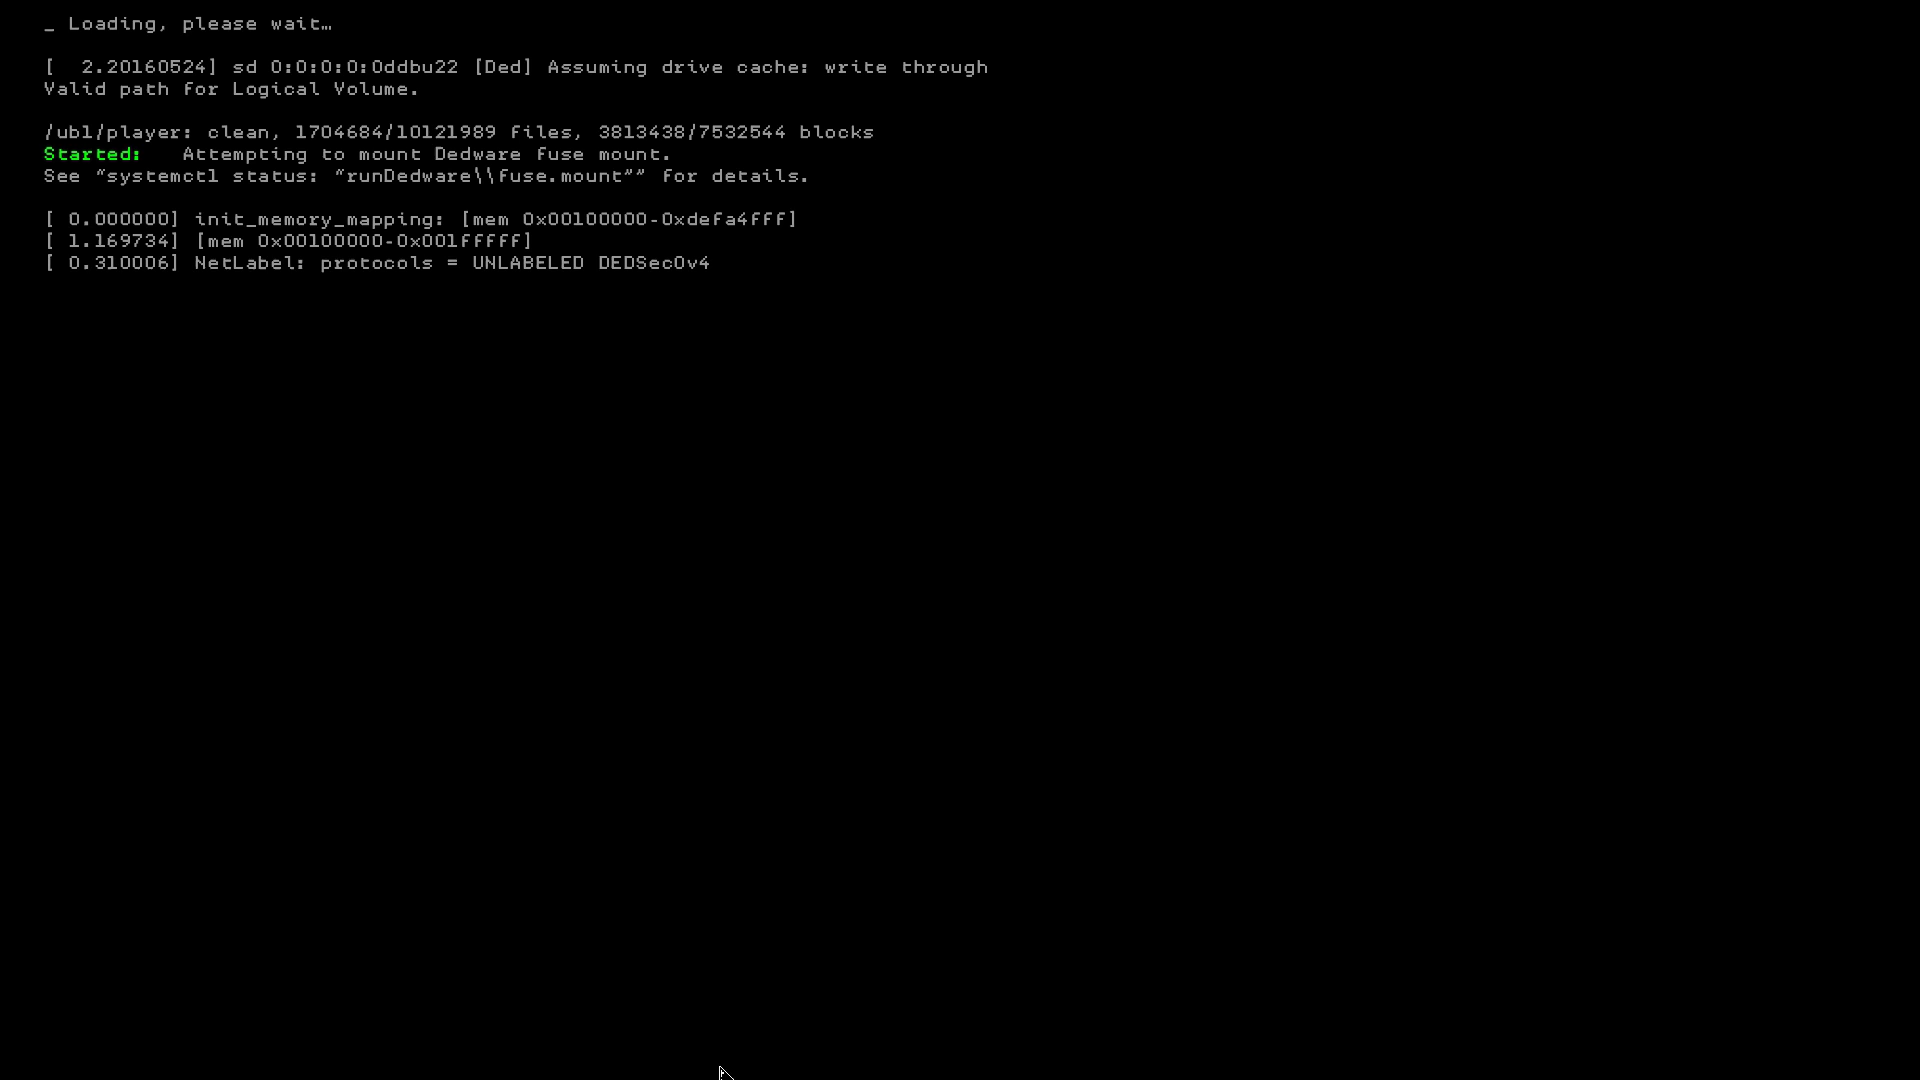 _ Loading, please wait…
[  2.20160524] sd 0:0:0:0:0ddbu22 [Ded] Assuming drive cache: write through
Valid path for Logical Volume.
/ubl/player: clean, 1704684/10121989 files, 3813438/7532544 blocks
Started:   Attempting to mount Dedware fuse mount.
See “systemctl status: “runDedware\\fuse.mount”” for details.
[ 0.000000] init_memory_mapping: [mem 0x00100000-0xdefa4fff]
[ 1.169734] [mem 0x00100000-0x001fffff]
[ 0.310006] NetLabel: protocols = UNLABELED DEDSec0v4